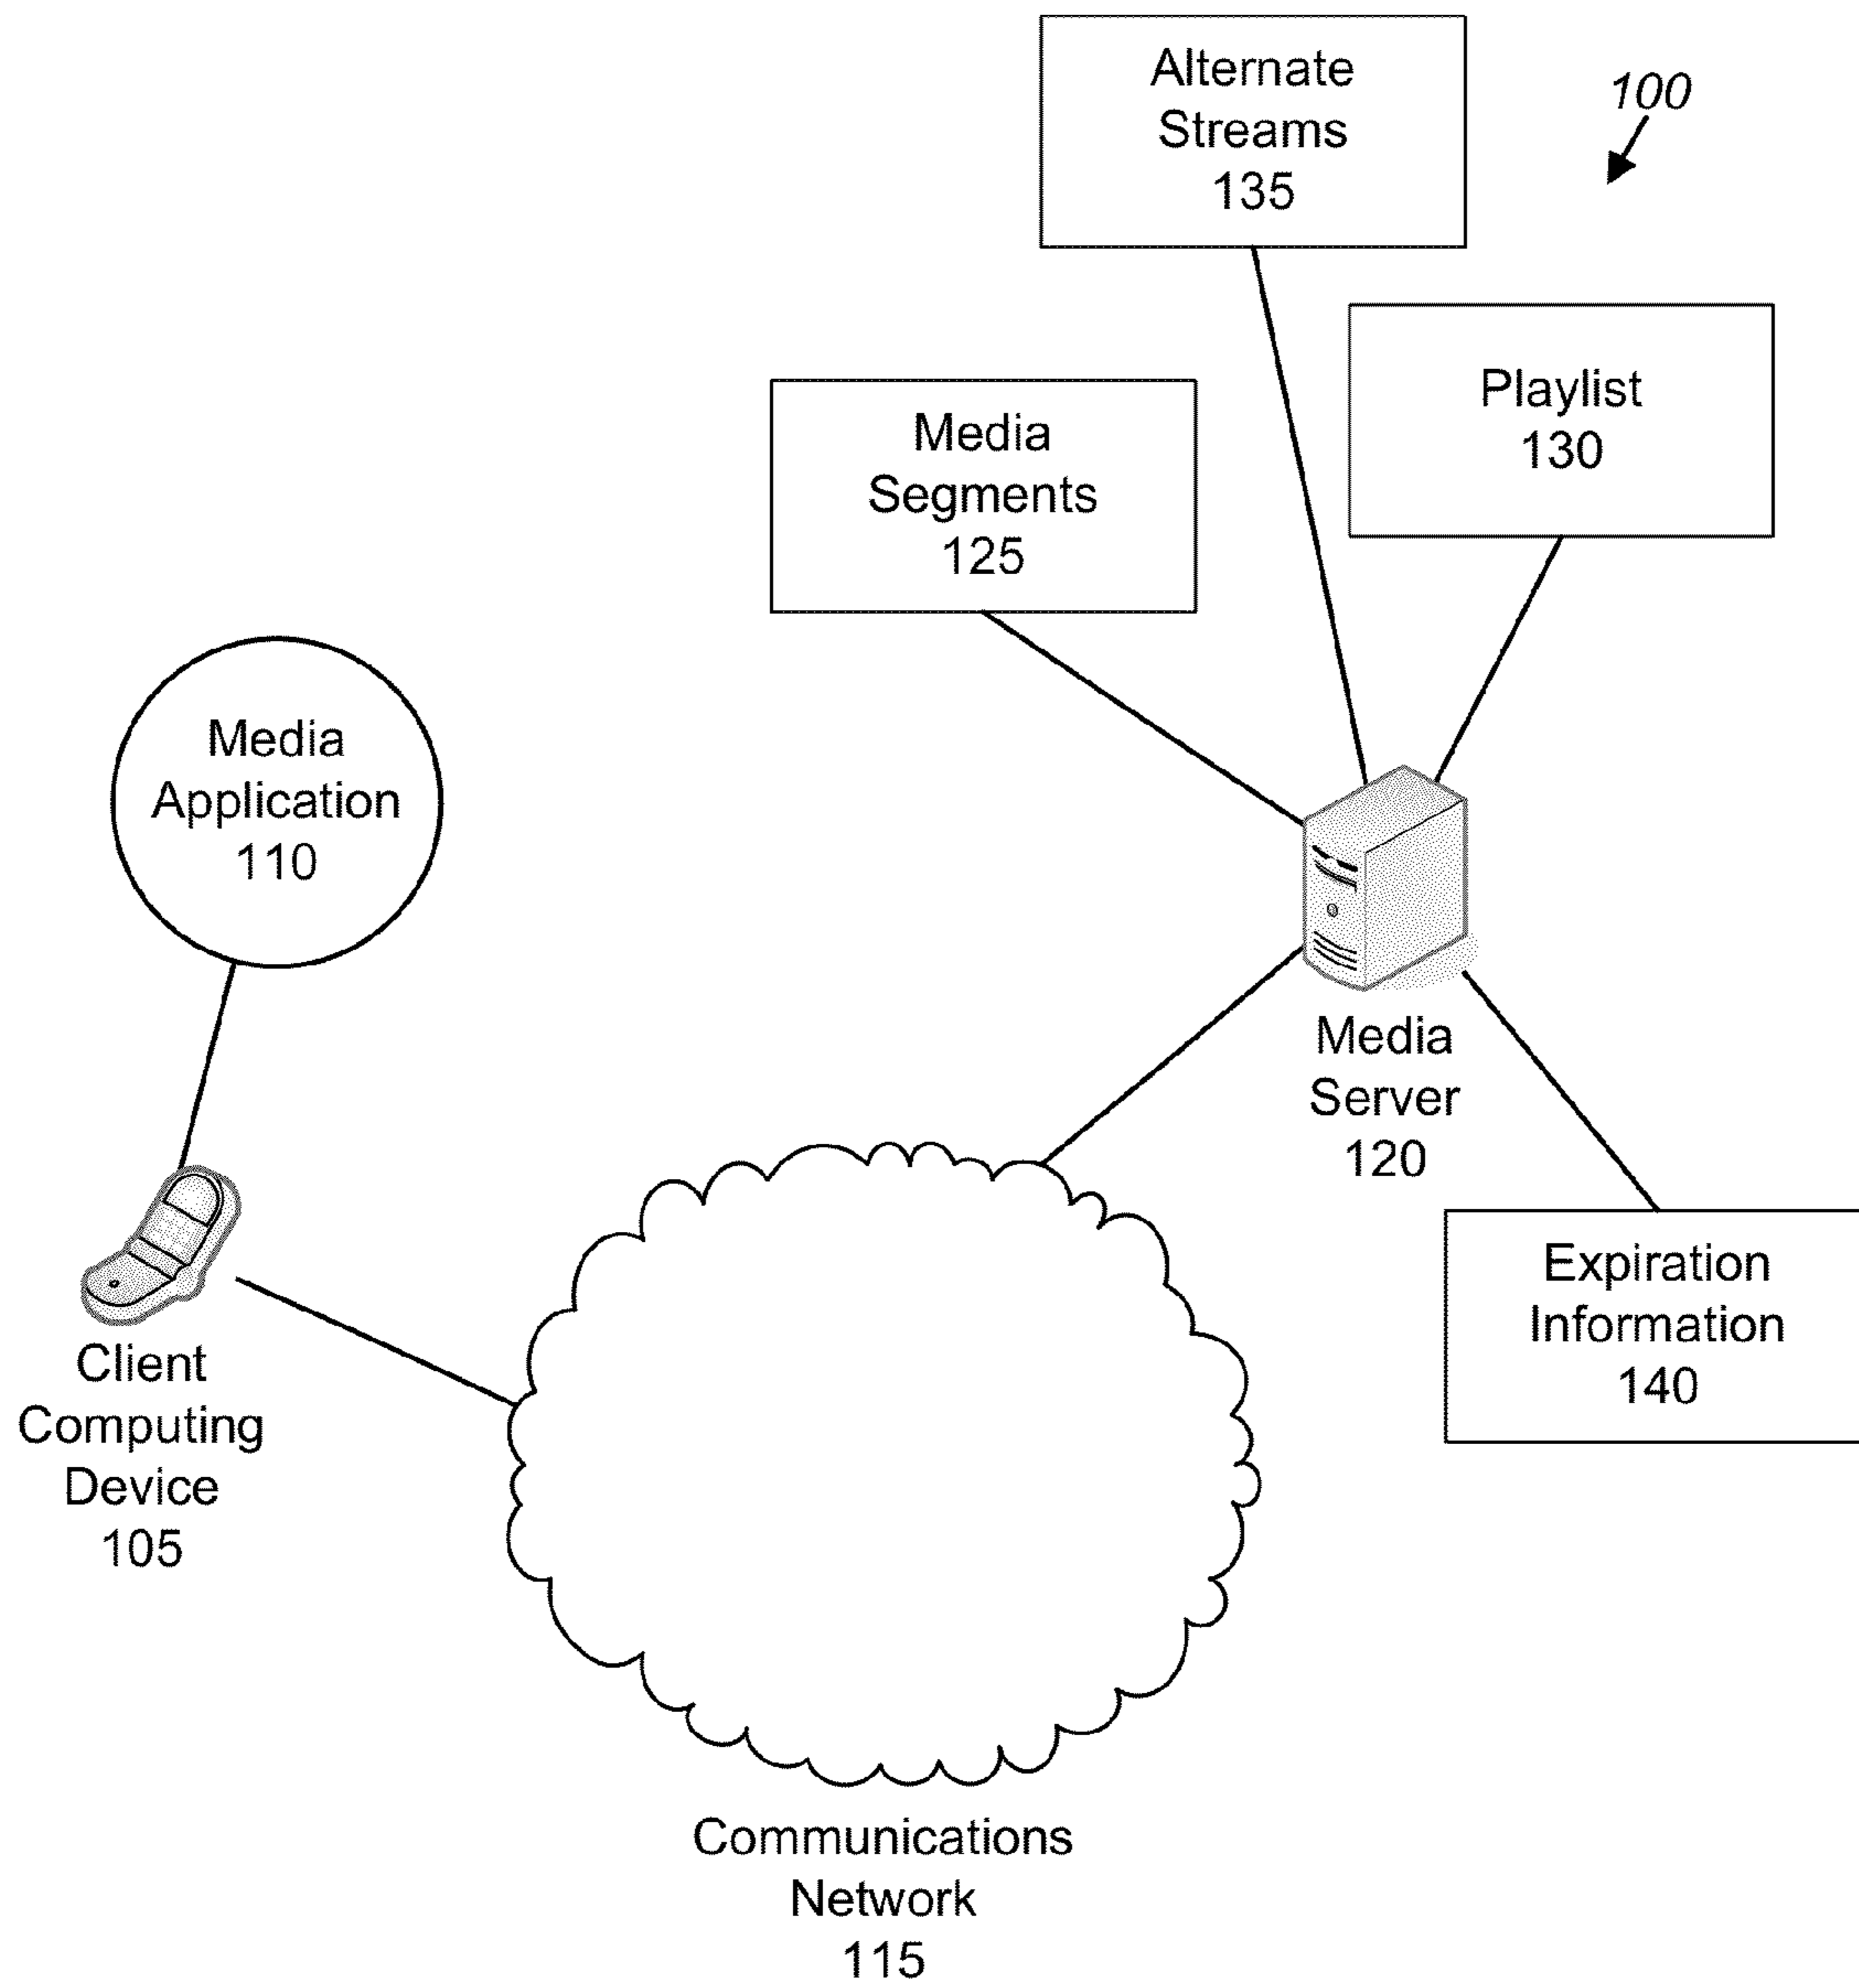 Alternate
Streams
135
100
Playlist
130
Media
Segments
125
Media
Application
110
Media
Server
120
Expiration
Information
140
Client
Computing
Device
105
Communications
Network
115